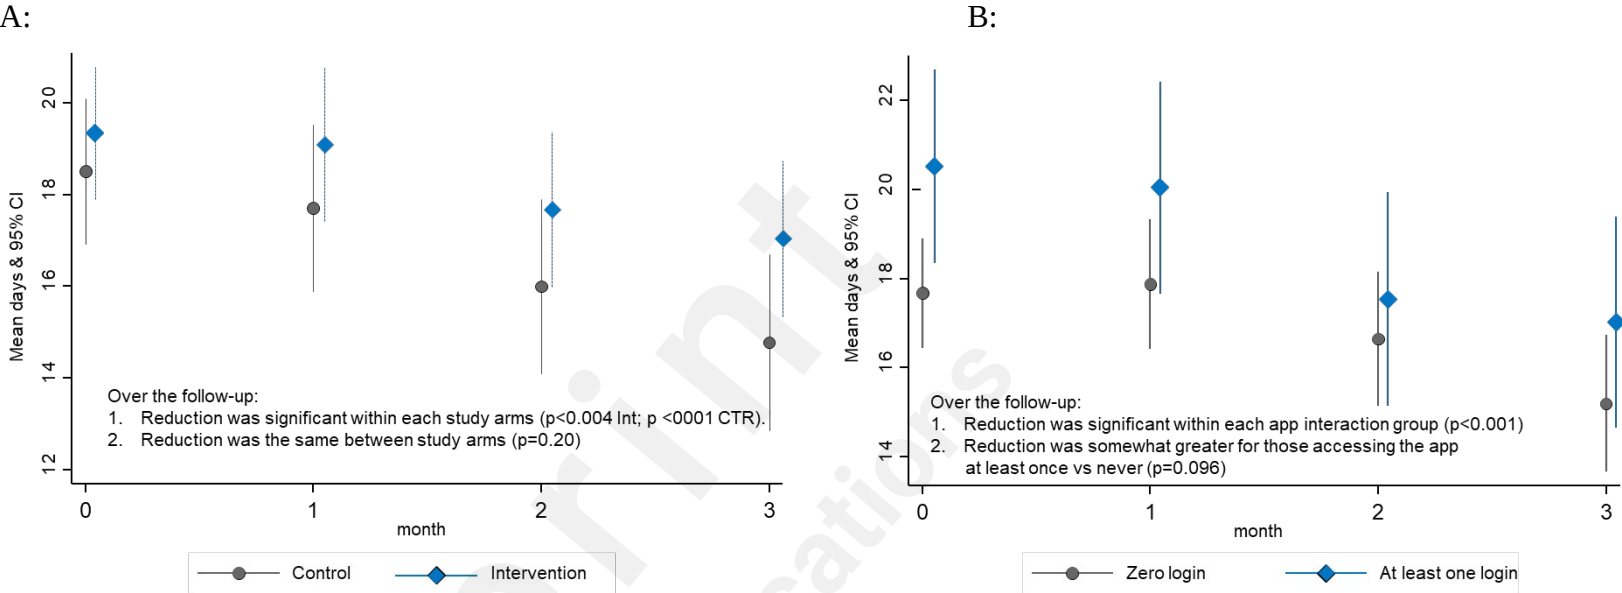 A:
B:
20
18
16
14
12
Mean days & 95% CI
Over the follow-up:
1. Reduction was significant within each study arms (p<0.004 Int; p <0001 CTR).
2. Reduction was the same between study arms (p=0.20)
0 1 2 3
month
Control Intervention
22
20
18
16
14
Mean days & 95% CI
Over the follow-up:
1. Reduction was significant within each app interaction group (p<0.001)
2. Reduction was somewhat greater for those accessing the app
at least once vs never (p=0.096)
0 1 2 3
month
Zero login At least one login
rint
cations